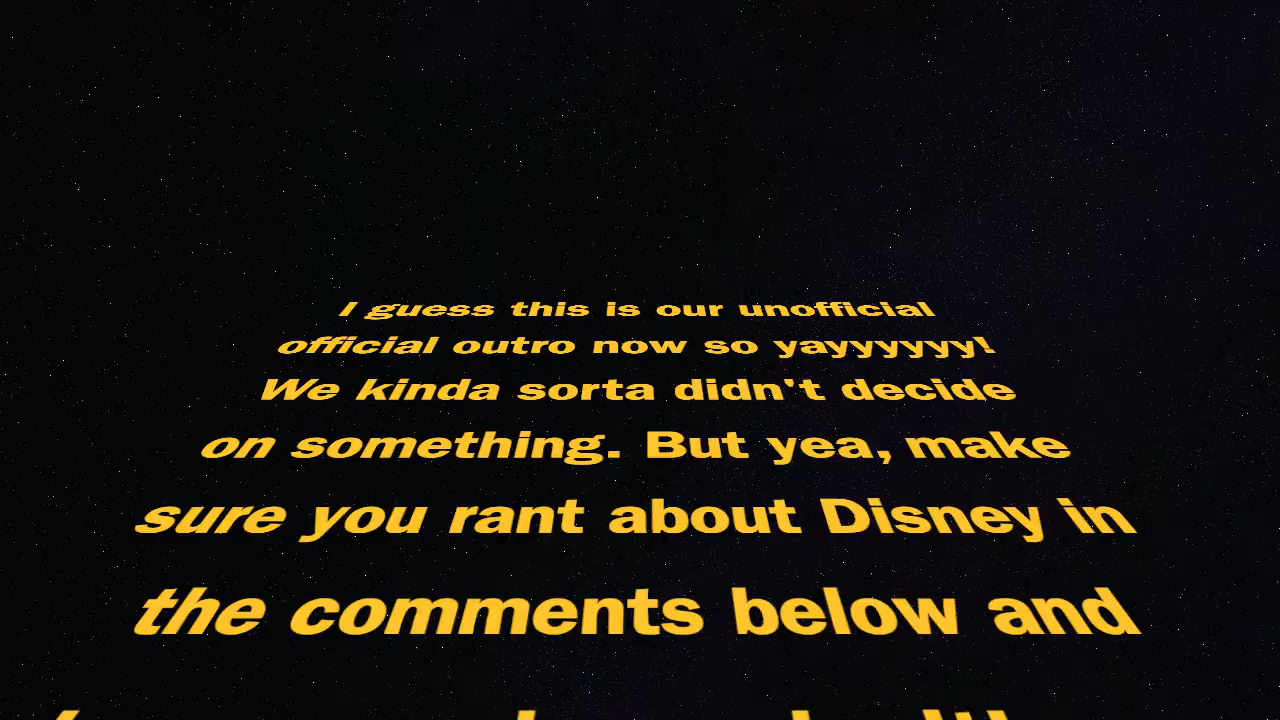 I guess this is our unofficial
official outro now so yayyyyyy!
We kinda sorta didn't decide
on something. But yea, make
sure you rant about Disney in
the comments below and